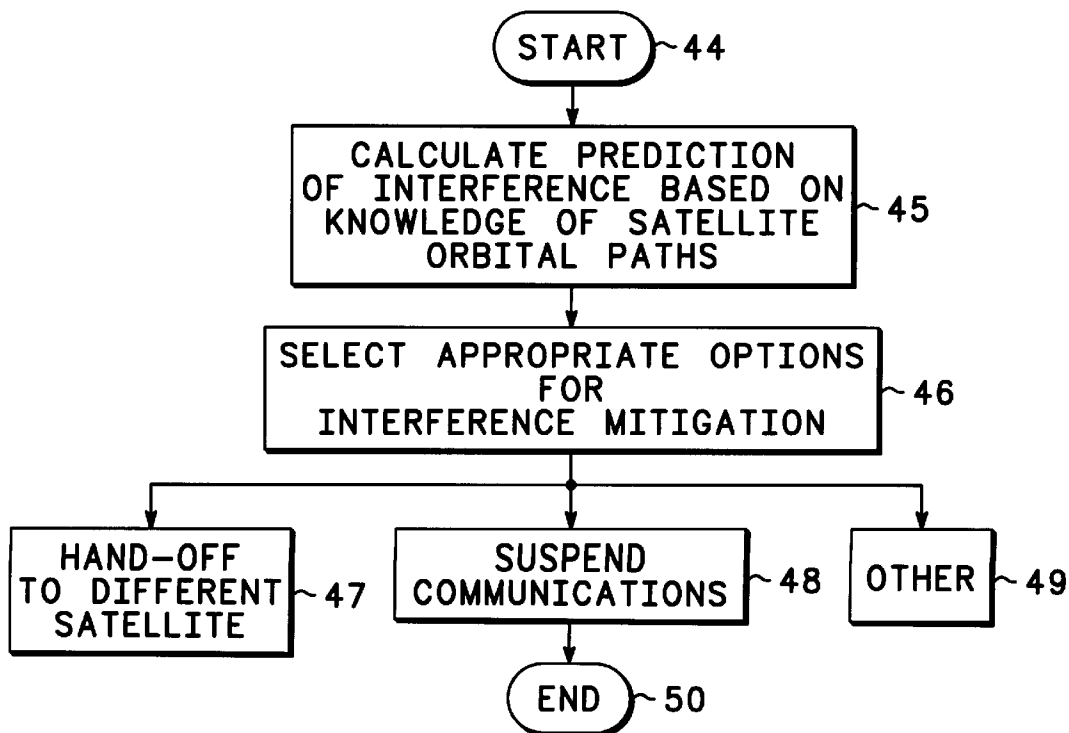 START 44
CALCULATE PREDICTION
OF INTERFERENCE BASED ON
KNOWLEDGE OF SATELLITE
ORBITAL PATHS
45
SELECT APPROPRIATE OPTIONS
FOR
INTERFERENCE MITIGATION
46
HAND-OFF
TO DIFFERENT
SATELLITE
47
SUSPEND
COMMUNICATIONS
48
OTHER
49
END 50